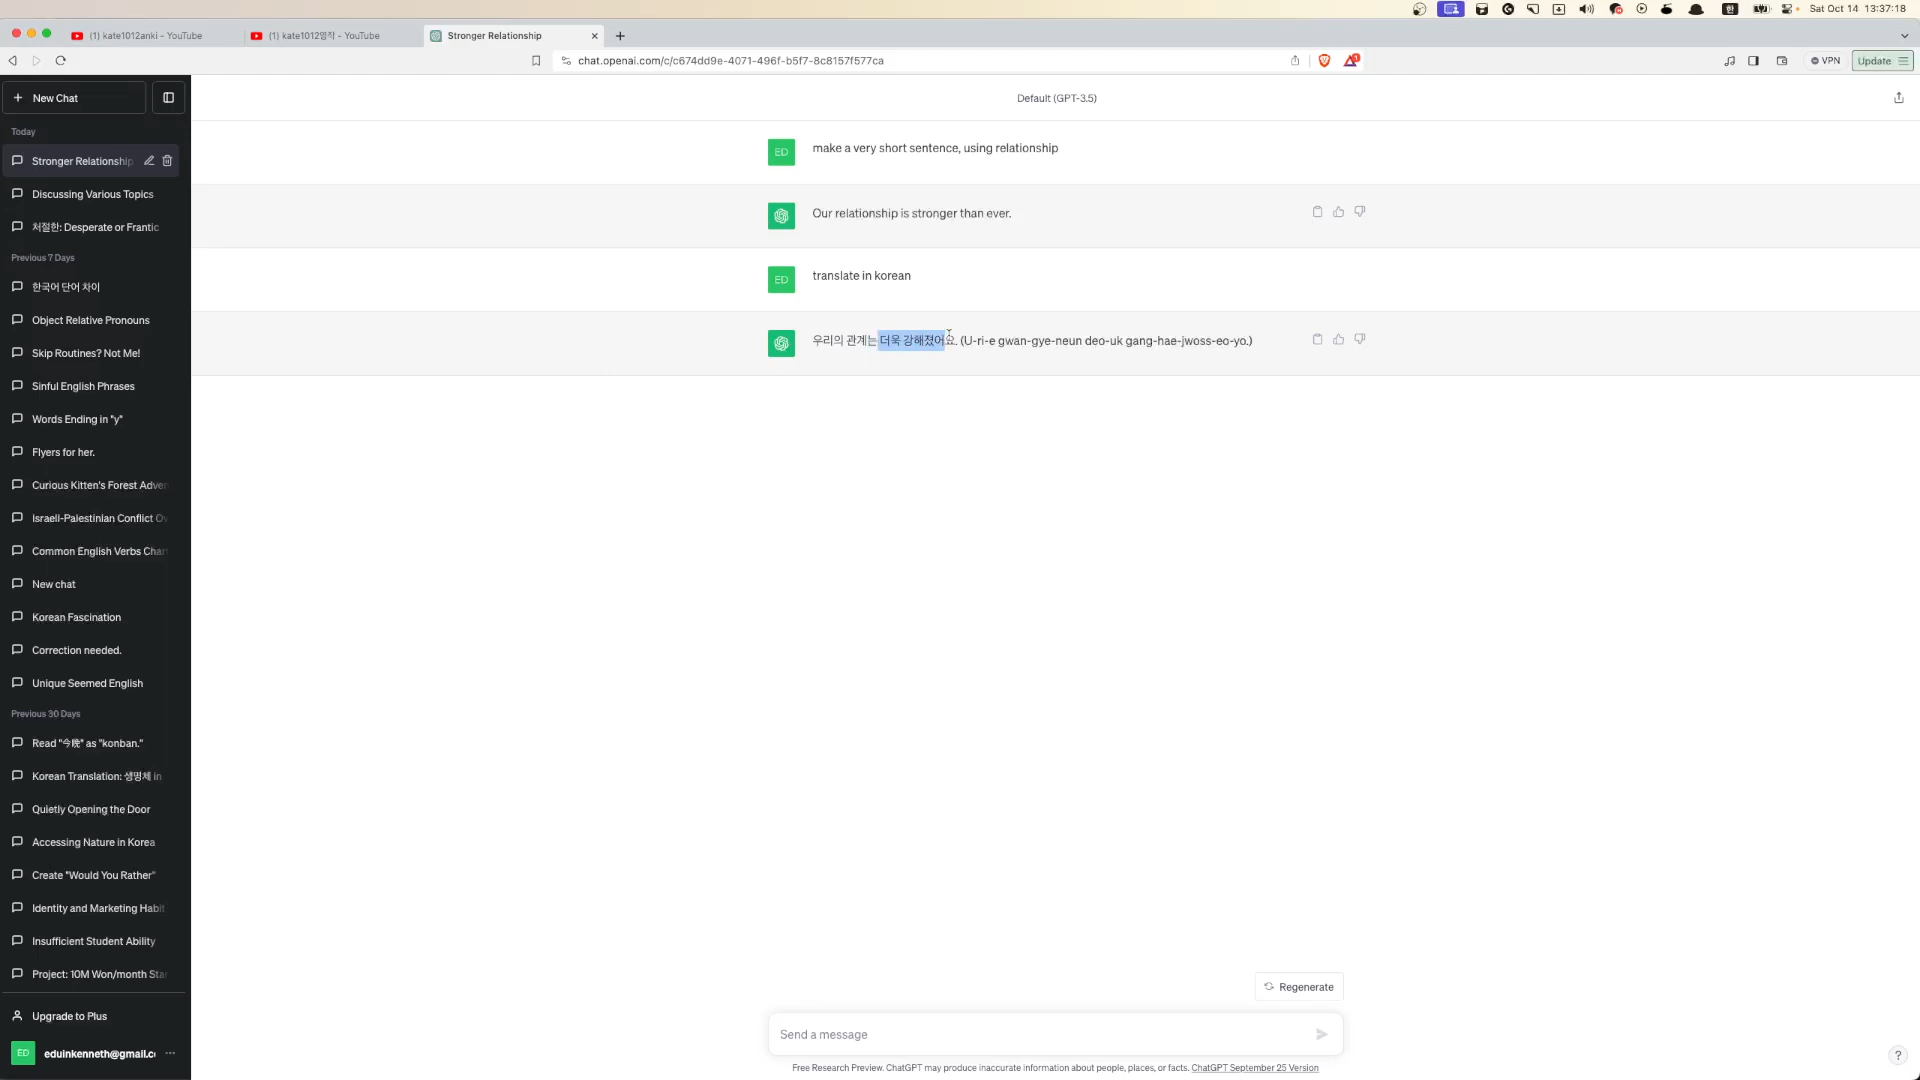 Sat Oct 14 13:37:18
(1) kate1012anki - YouTube
(1) kate1012영작 - YouTube
Stronger Relationship
chat.openai.com/c/c674dd9e-4071-496f-b5f7-8c8157f577ca
VPN
Update
New Chat
Default (GPT-3.5)
Today
Stronger Relationship
Discussing Various Topics
처절한: Desperate or Frantic
Previous 7 Days
한국어 단어 차이
Object Relative Pronouns
Skip Routines? Not Me!
Sinful English Phrases
Words Ending in "y"
Flyers for her.
Curious Kitten's Forest Adven
Israeli-Palestinian Conflict Ov
Common English Verbs Char
New chat
Korean Fascination
Correction needed.
Unique Seemed English
Previous 30 Days
Read "今晩" as "konban."
Korean Translation: 생명체 in
Quietly Opening the Door
Accessing Nature in Korea
Create "Would You Rather"
Identity and Marketing Habit
Insufficient Student Ability
Project: 10M Won/month Star
Upgrade to Plus
ED
eduinkenneth@gmail.co
ED
make a very short sentence, using relationship
Our relationship is stronger than ever.
ED
translate in korean
우리의 관계는 더욱 강해졌어요. (U-ri-e gwan-gye-neun deo-uk gang-hae-jwoss-eo-yo.)
Regenerate
Send a message
Free Research Preview. ChatGPT may produce inaccurate information about people, places, or facts. ChatGPT September 25 Version
?